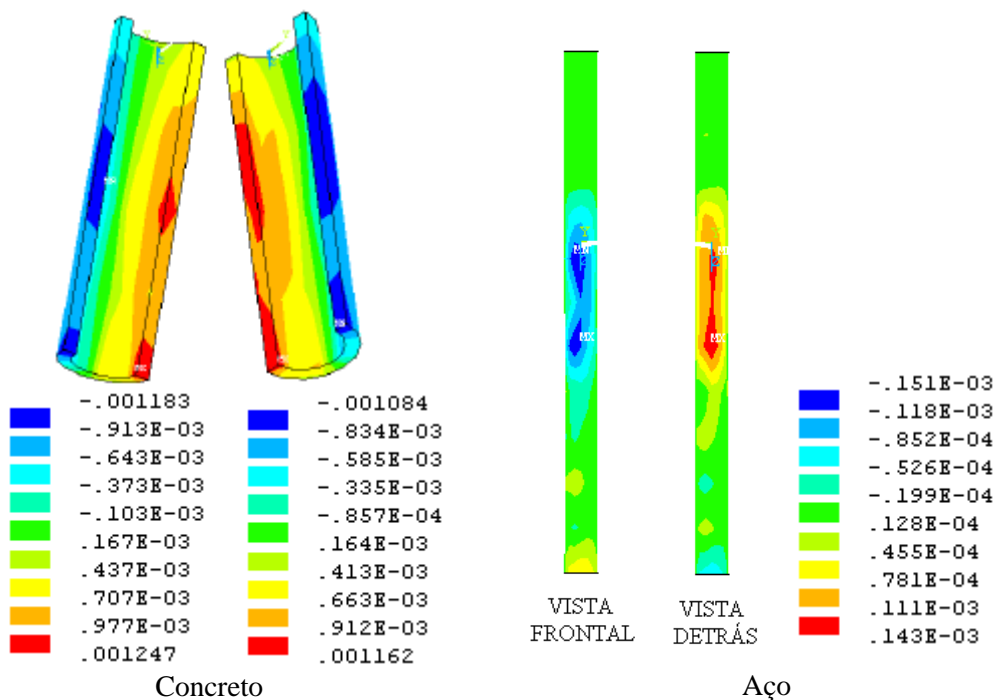 -.001183
-.913E-03
-.643E-03
-.373E-03
-.103E-03
.167E-03
.437E-03
.707E-03
.977E-03
.001247
-.001084
-.834E-03
-.585E-03
-.335E-03
-.857E-04
.164E-03
.413E-03
.663E-03
.912E-03
.001162
Concreto
Y
MX
VISTA
FRONTAL
Y
MX
VISTA
DETRÁS
-.151E-03
-.118E-03
-.852E-04
-.526E-04
-.199E-04
.128E-04
.455E-04
.781E-04
.111E-03
.143E-03
Aço